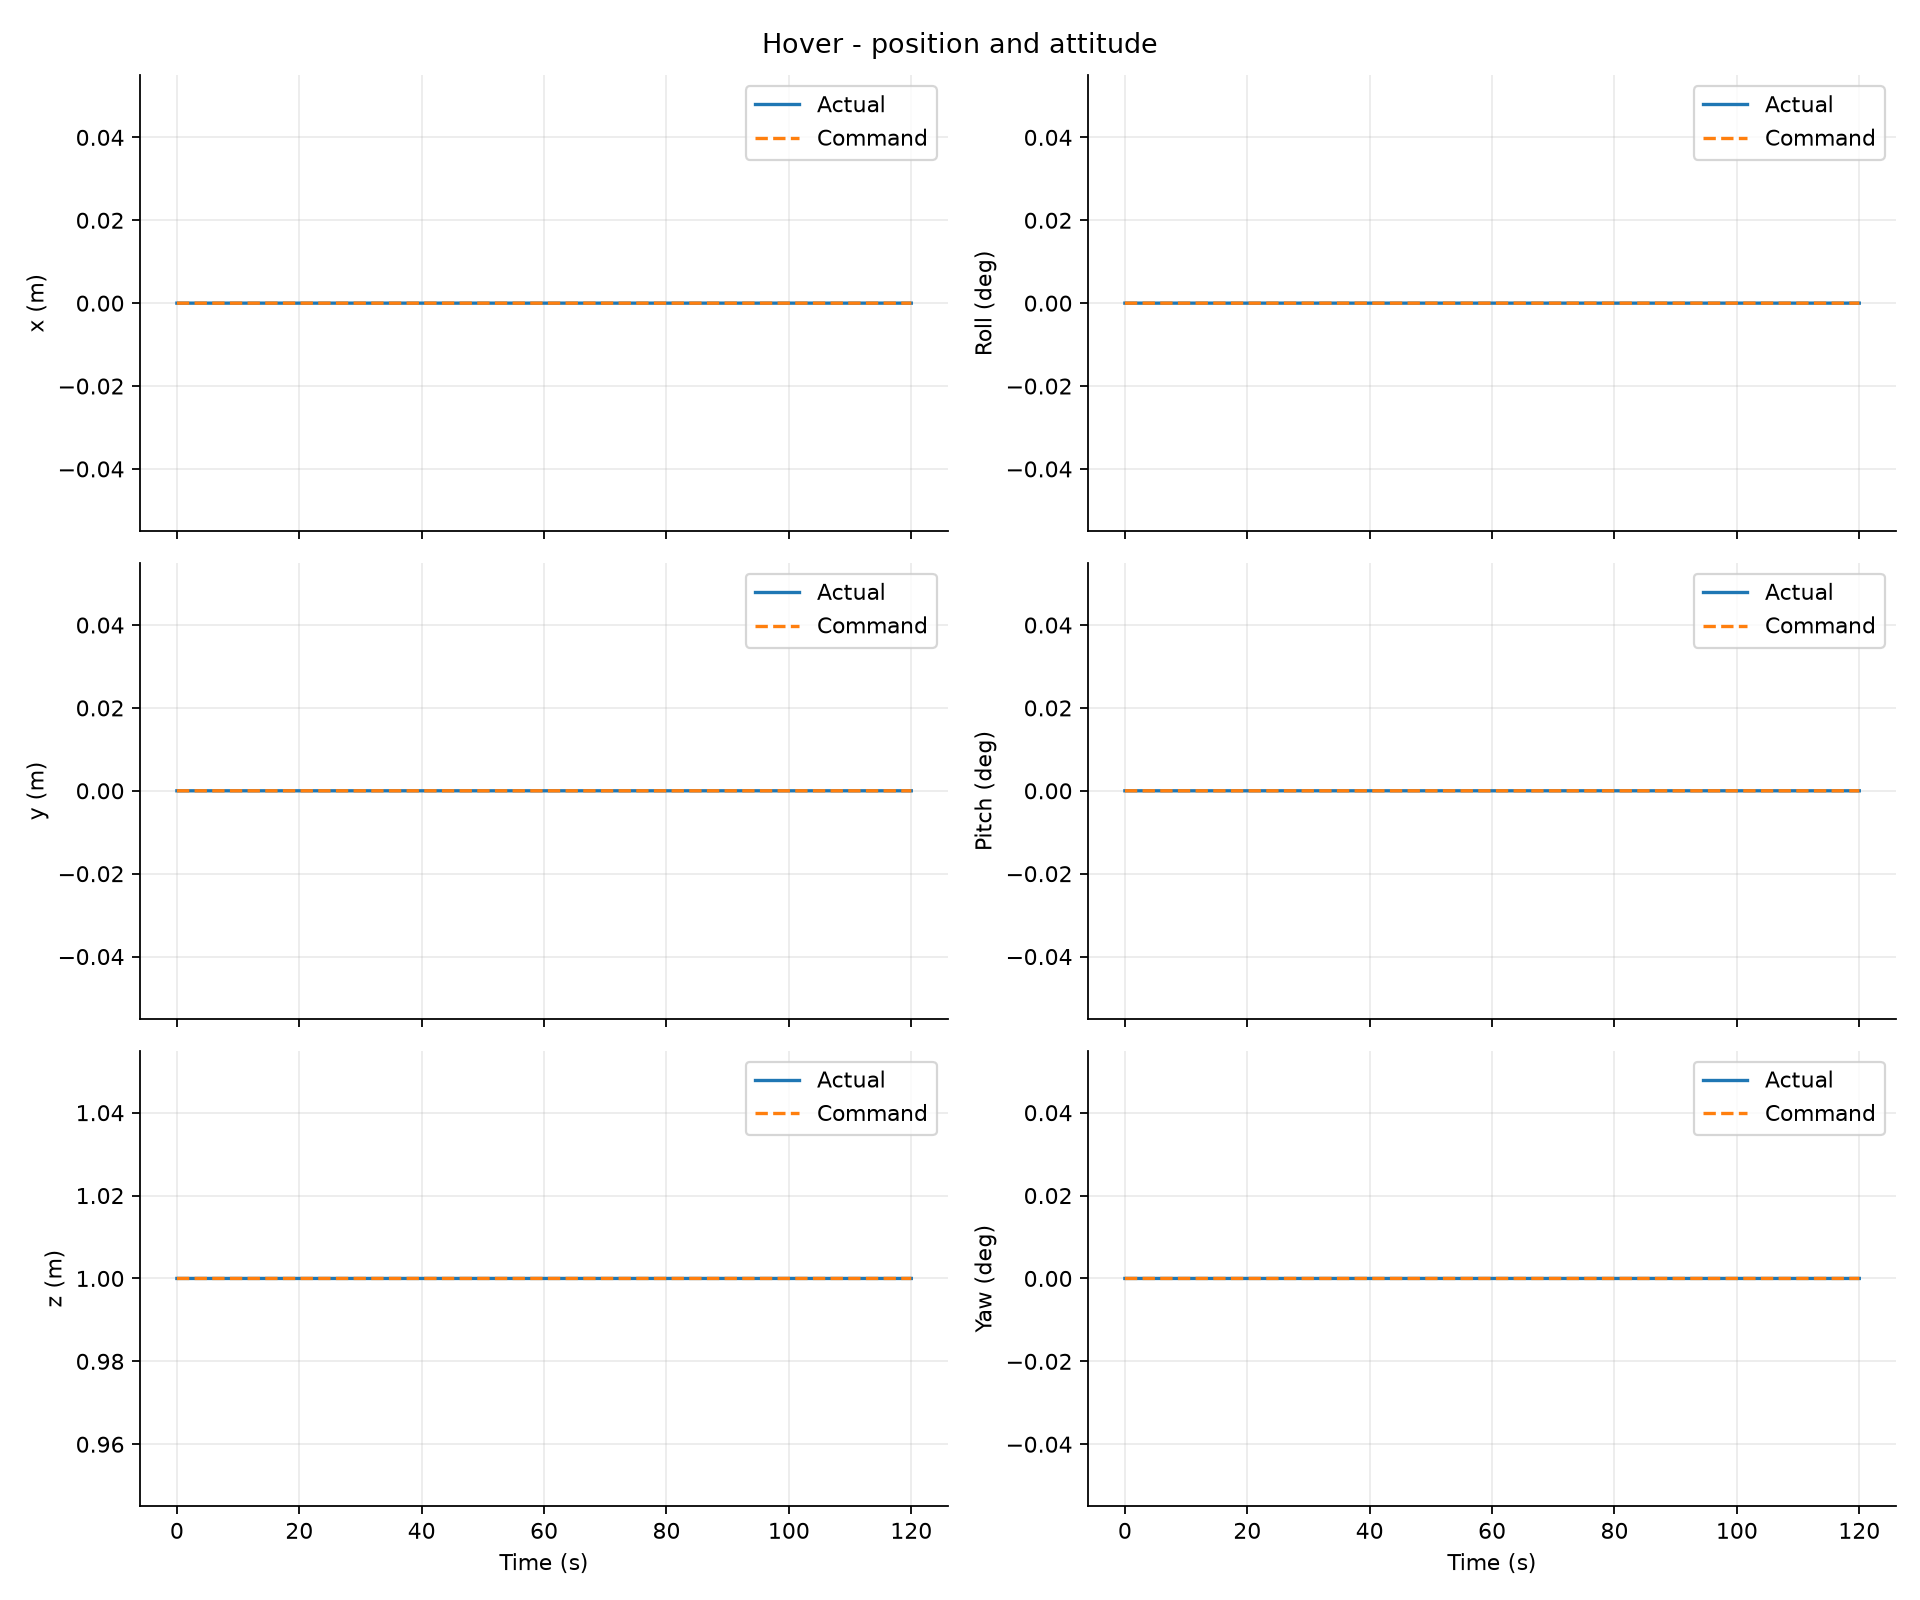 Hover - position and attitude
Actual
Command
0.04
0.02
0.00
−0.02
−0.04
x (m)
Actual
Command
0.04
0.02
0.00
−0.02
−0.04
Roll (deg)
Actual
Command
0.04
0.02
0.00
−0.02
−0.04
y (m)
Actual
Command
0.04
0.02
0.00
−0.02
−0.04
Pitch (deg)
Actual
Command
1.04
1.02
1.00
0.98
0.96
z (m)
0 20 40 60 80 100 120
Time (s)
Actual
Command
0.04
0.02
0.00
−0.02
−0.04
Yaw (deg)
0 20 40 60 80 100 120
Time (s)